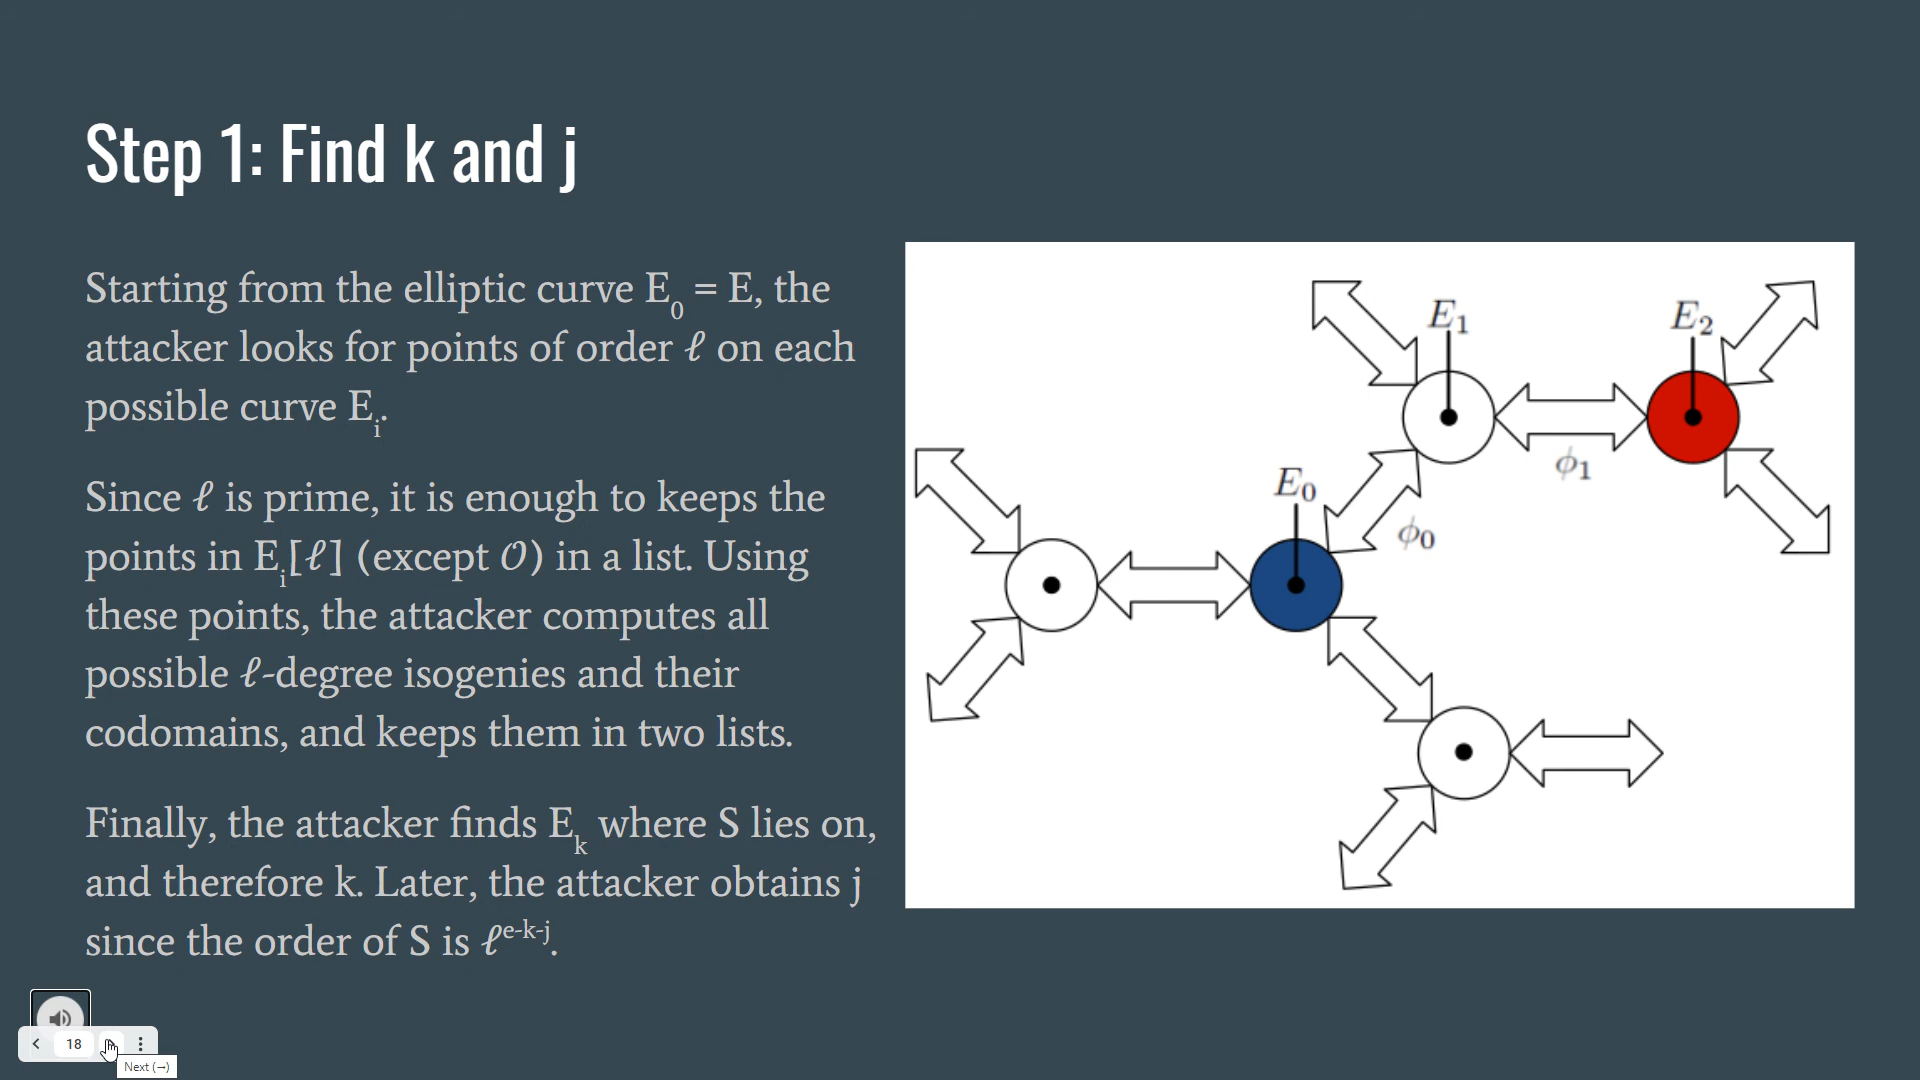 Step 1: Find k and j
Starting from the elliptic curve E₀ = E, the
attacker looks for points of order ℓ on each
possible curve Eᵢ.
Since ℓ is prime, it is enough to keeps the
points in Eᵢ[ℓ] (except 𝒪) in a list. Using
these points, the attacker computes all
possible ℓ-degree isogenies and their
codomains, and keeps them in two lists.
Finally, the attacker finds Eₖ where S lies on,
and therefore k. Later, the attacker obtains j
since the order of S is ℓᵉ⁻ᵏ⁻ʲ.
E₁
E₂
ϕ₁
E₀
ϕ₀
18
Next (→)